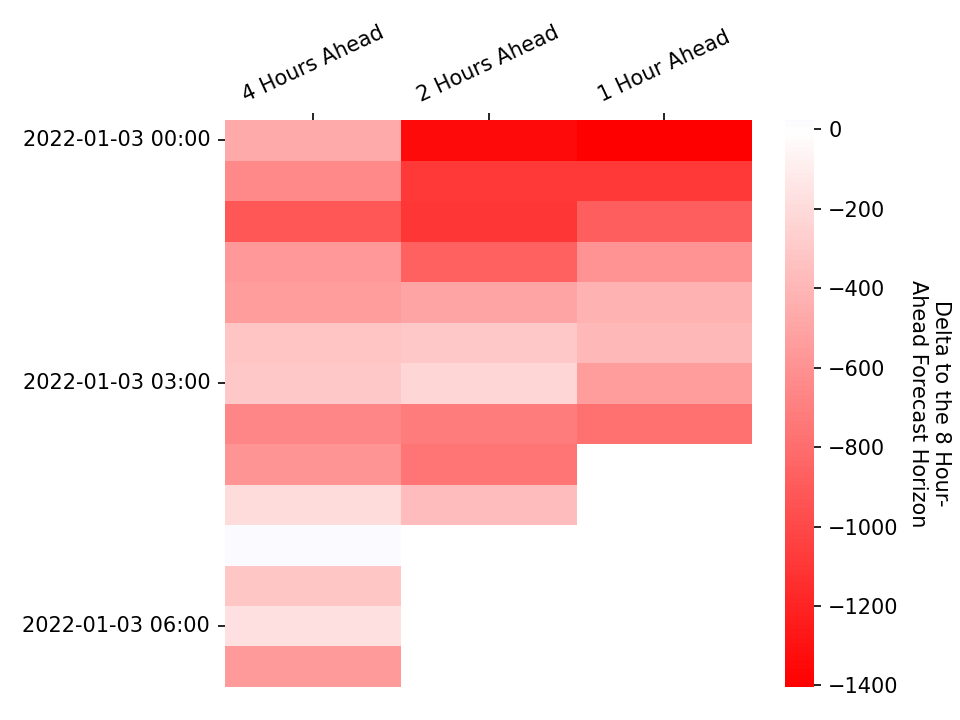 4 Hours Ahead
2 Hours Ahead
1 Hour Ahead
2022-01-03 00:00
2022-01-03 03:00
2022-01-03 06:00
0
−200
−400
−600
−800
−1000
−1200
−1400
Delta to the 8 Hour-
Ahead Forecast Horizon